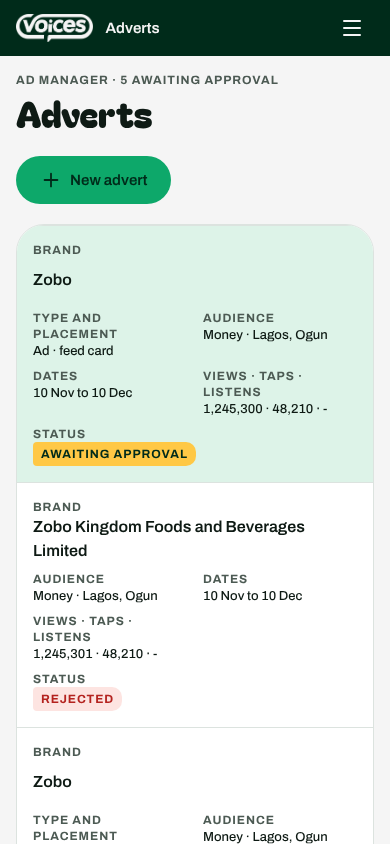 Voices Adverts
AD MANAGER · 5 AWAITING APPROVAL
Adverts
New advert
BRAND
Zobo
TYPE AND PLACEMENT
Ad · feed card
AUDIENCE
Money · Lagos, Ogun
DATES
10 Nov to 10 Dec
VIEWS · TAPS · LISTENS
1,245,300 · 48,210 · -
STATUS
AWAITING APPROVAL
BRAND
Zobo Kingdom Foods and Beverages
Limited
AUDIENCE
Money · Lagos, Ogun
DATES
10 Nov to 10 Dec
VIEWS · TAPS ·
LISTENS
1,245,301 · 48,210 · -
STATUS
REJECTED
BRAND
Zobo
TYPE AND
PLACEMENT
AUDIENCE
Money · Lagos, Ogun